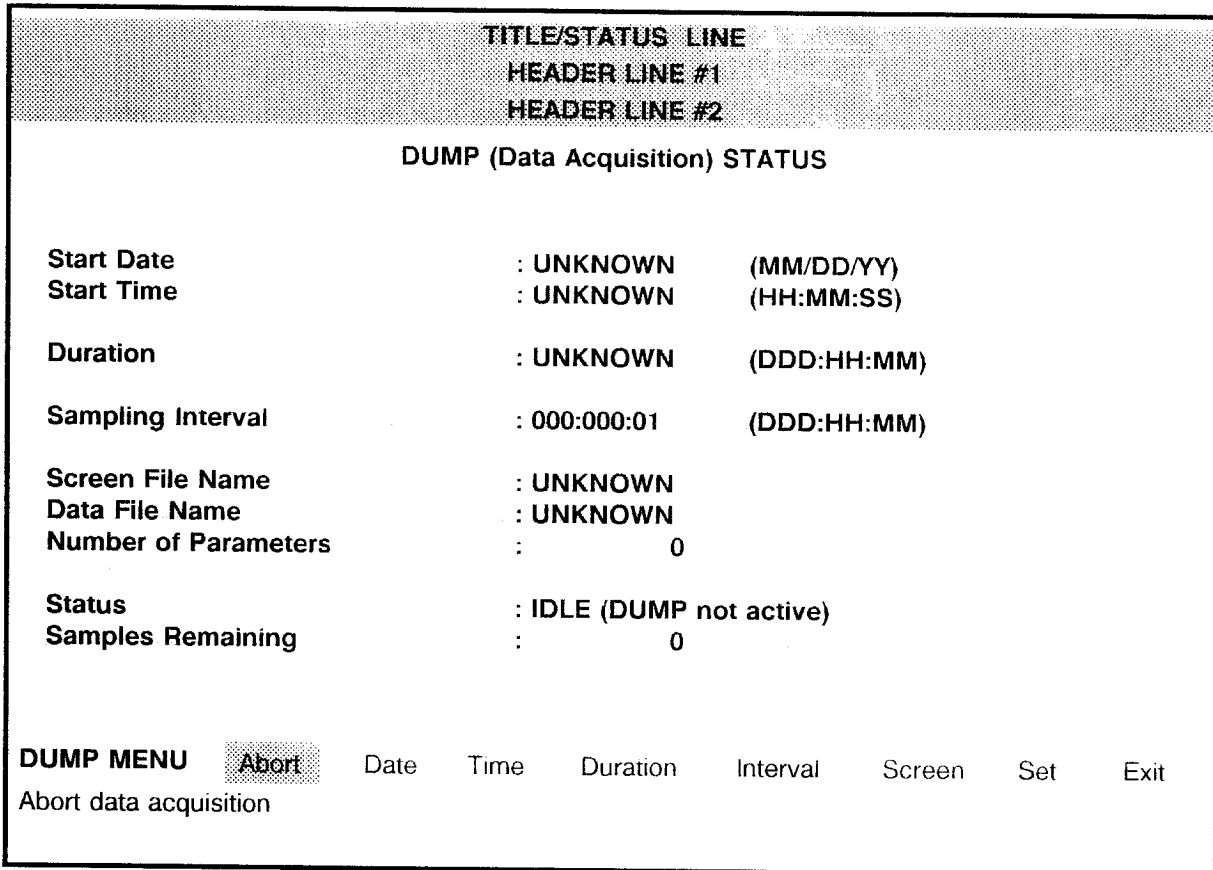 TITLE/STATUS LINE
HEADER LINE #1
HEADER LINE #2
DUMP (Data Acquisition) STATUS
Start Date : UNKNOWN (MM/DD/YY)
Start Time : UNKNOWN (HH:MM:SS)
Duration : UNKNOWN (DDD:HH:MM)
Sampling Interval : 000:000:01 (DDD:HH:MM)
Screen File Name : UNKNOWN
Data File Name : UNKNOWN
Number of Parameters : 0
Status : IDLE (DUMP not active)
Samples Remaining : 0
DUMP MENU Abort Date Time Duration Interval Screen Set Exit
Abort data acquisition